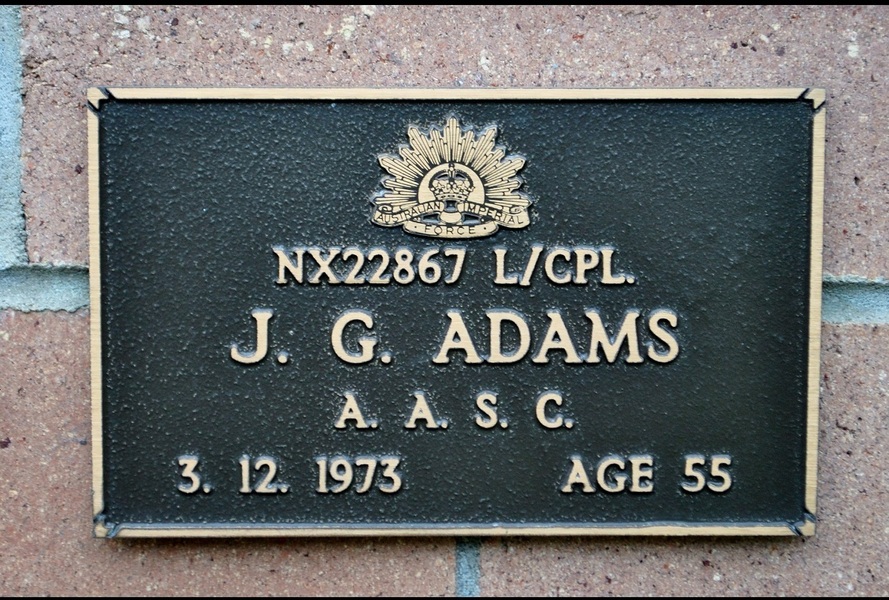 AUSTRALIAN IMPERIAL
FORCE
NX22867 L/CPL.
J. G. ADAMS
A. A. S. C.
3. 12. 1973 AGE 55